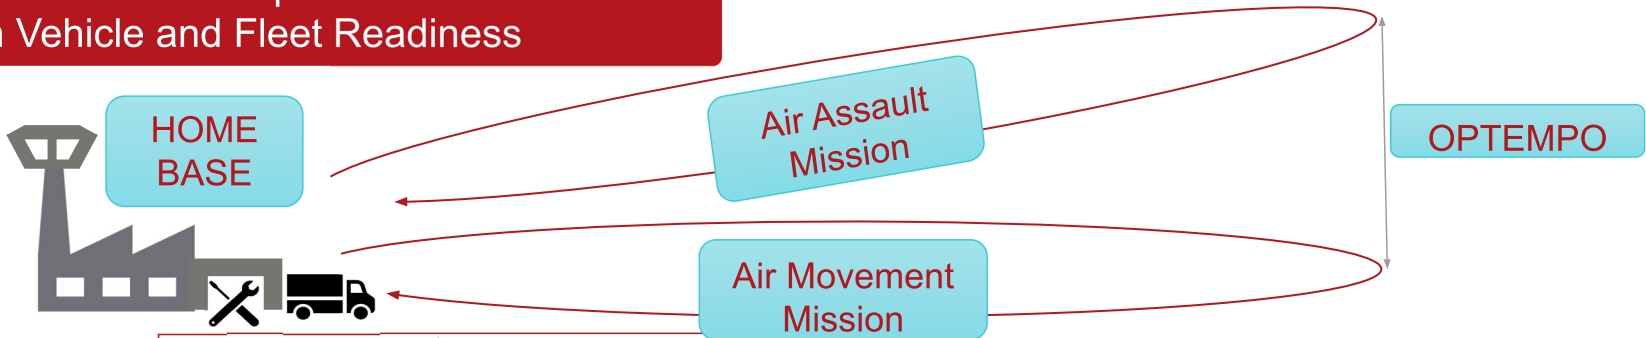 Vehicle and Fleet Readiness
HOME
BASE
Air Assault
Mission
OPTEMPO
Air Movement
Mission